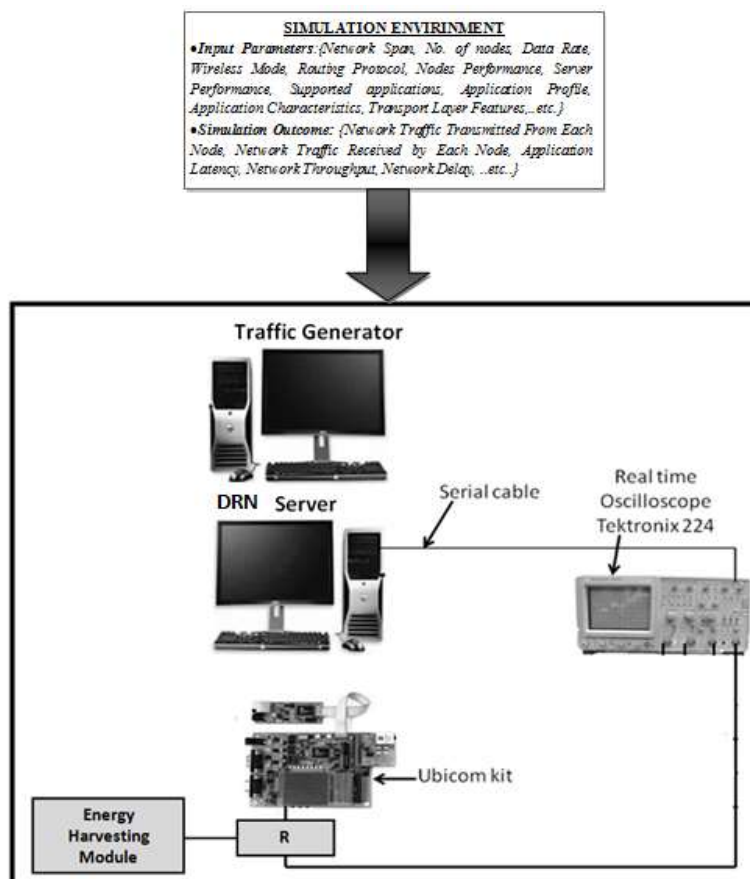 SIMULATION ENVIRINMENT
•Input Parameters:{Network Span, No. of nodes, Data Rate,
Wireless Mode, Routing Protocol, Nodes Performance, Server
Performance, Supported applications, Application Profile,
Application Characteristics, Transport Layer Features,..etc.}
•Simulation Outcome: {Network Traffic Transmitted From Each
Node, Network Traffic Received by Each Node, Application
Latency, Network Throughput, Network Delay, ..etc..}
Traffic Generator
DRN Server
Serial cable
Real time
Oscilloscope
Tektronix 224
Ubicom kit
Energy
Harvesting
Module
R